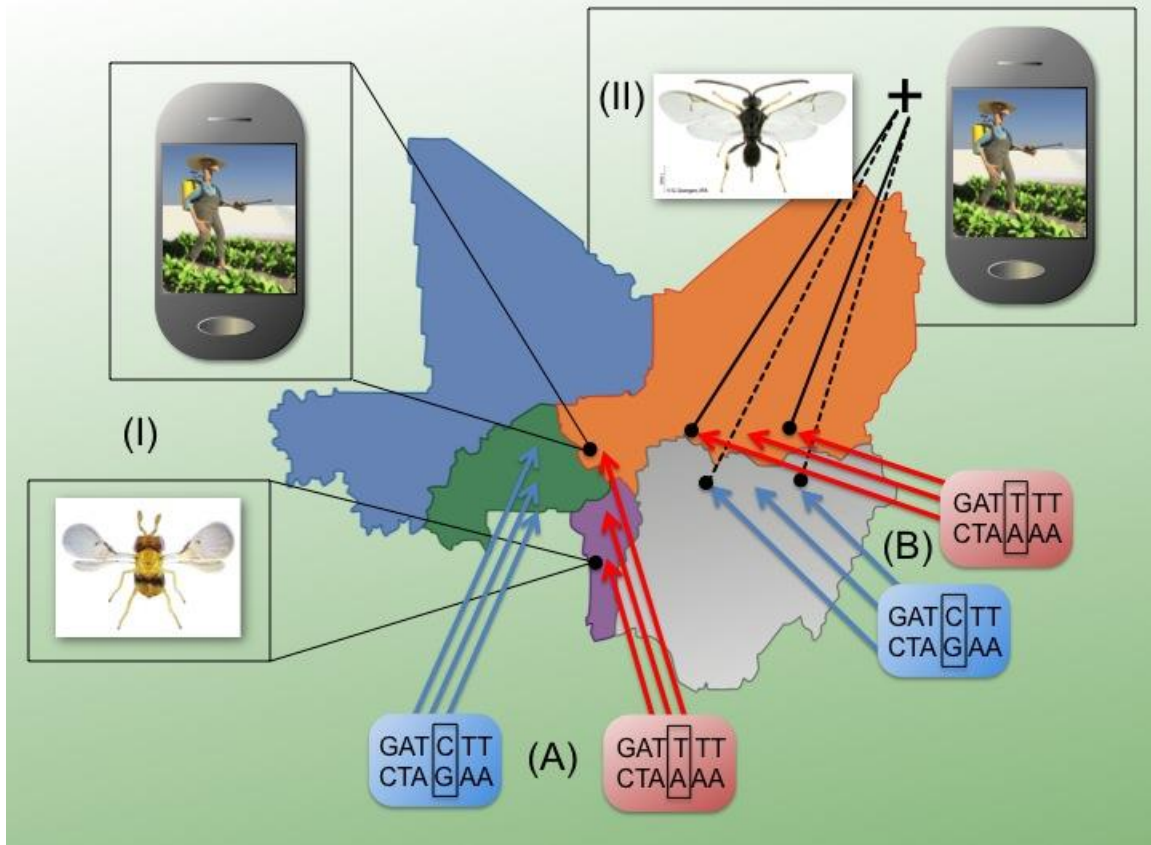 (II)
+
(I)
GAT T TT
CTA A AA
(B)
GAT C TT
CTA G AA
GAT C TT
CTA G AA
(A)
GAT T TT
CTA A AA